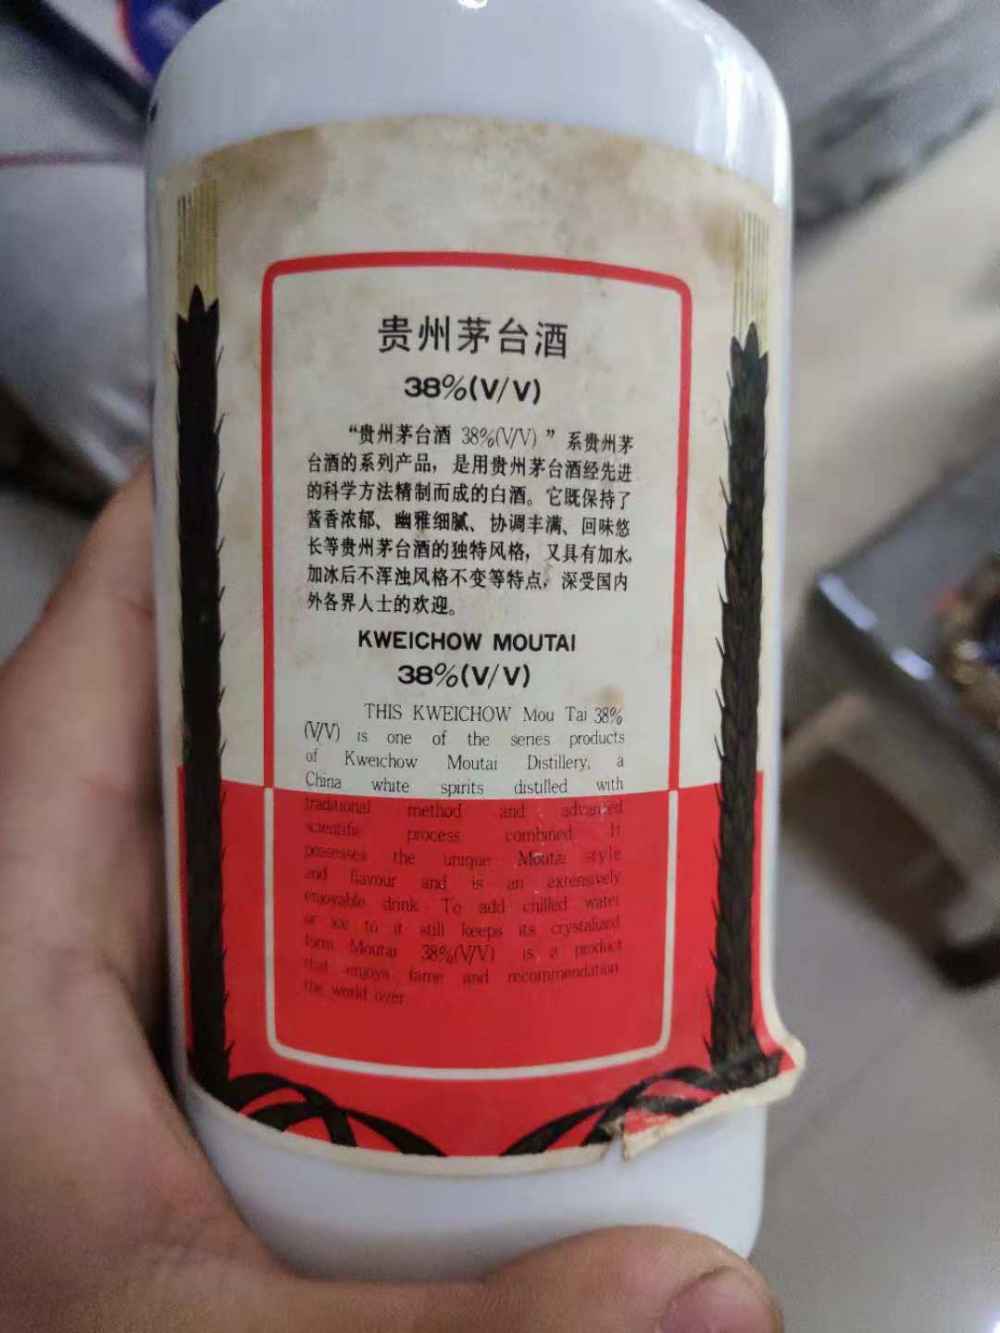 贵州茅台酒
38%(V/V)
“贵州茅台酒 38%(V/V)”系贵州茅
台酒的系列产品，是用贵州茅台酒经先进
的科学方法精制而成的白酒。它既保持了
酱香浓郁、幽雅细腻、协调丰满、回味悠
长等贵州茅台酒的独特风格，又具有加水，
加冰后不浑浊风格不变等特点，深受国内
外各界人士的欢迎。
KWEICHOW MOUTAI
38%(V/V)
THIS KWEICHOW Mou Tai 38%
(V/V) is one of the series products
of Kweichow Moutai Distillery, a
China white spirits distilled with
traditional method and advanced
scientific process combined. It
possesses the unique Moutai style
and flavour and is an extensively
enjoyable drink. To add chilled water
or ice to it still keeps its crystalized
form Moutai 38%(V/V) is a product
that enjoys fame and recommendation
the world over